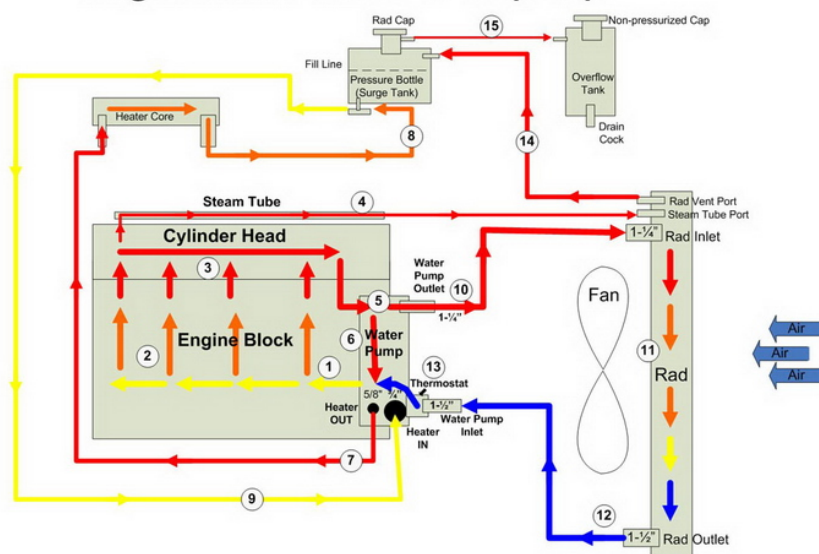 15
Rad Cap
Non-pressurized Cap
Fill Line
Pressure Bottle
(Surge Tank)
Overflow
Tank
Drain
Cock
Heater Core
8
14
Steam Tube
4
Rad Vent Port
Steam Tube Port
Cylinder Head
3
Water
Pump
Outlet
10
1-¼"
1-¼"
Rad Inlet
5
6
Water
Pump
Engine Block
2
1
13
Thermostat
Fan
11
Rad
Air
Air
Air
5/8"
¾"
1-½"
Heater
OUT
Heater
IN
Water Pump
Inlet
7
9
12
1-½"
Rad Outlet